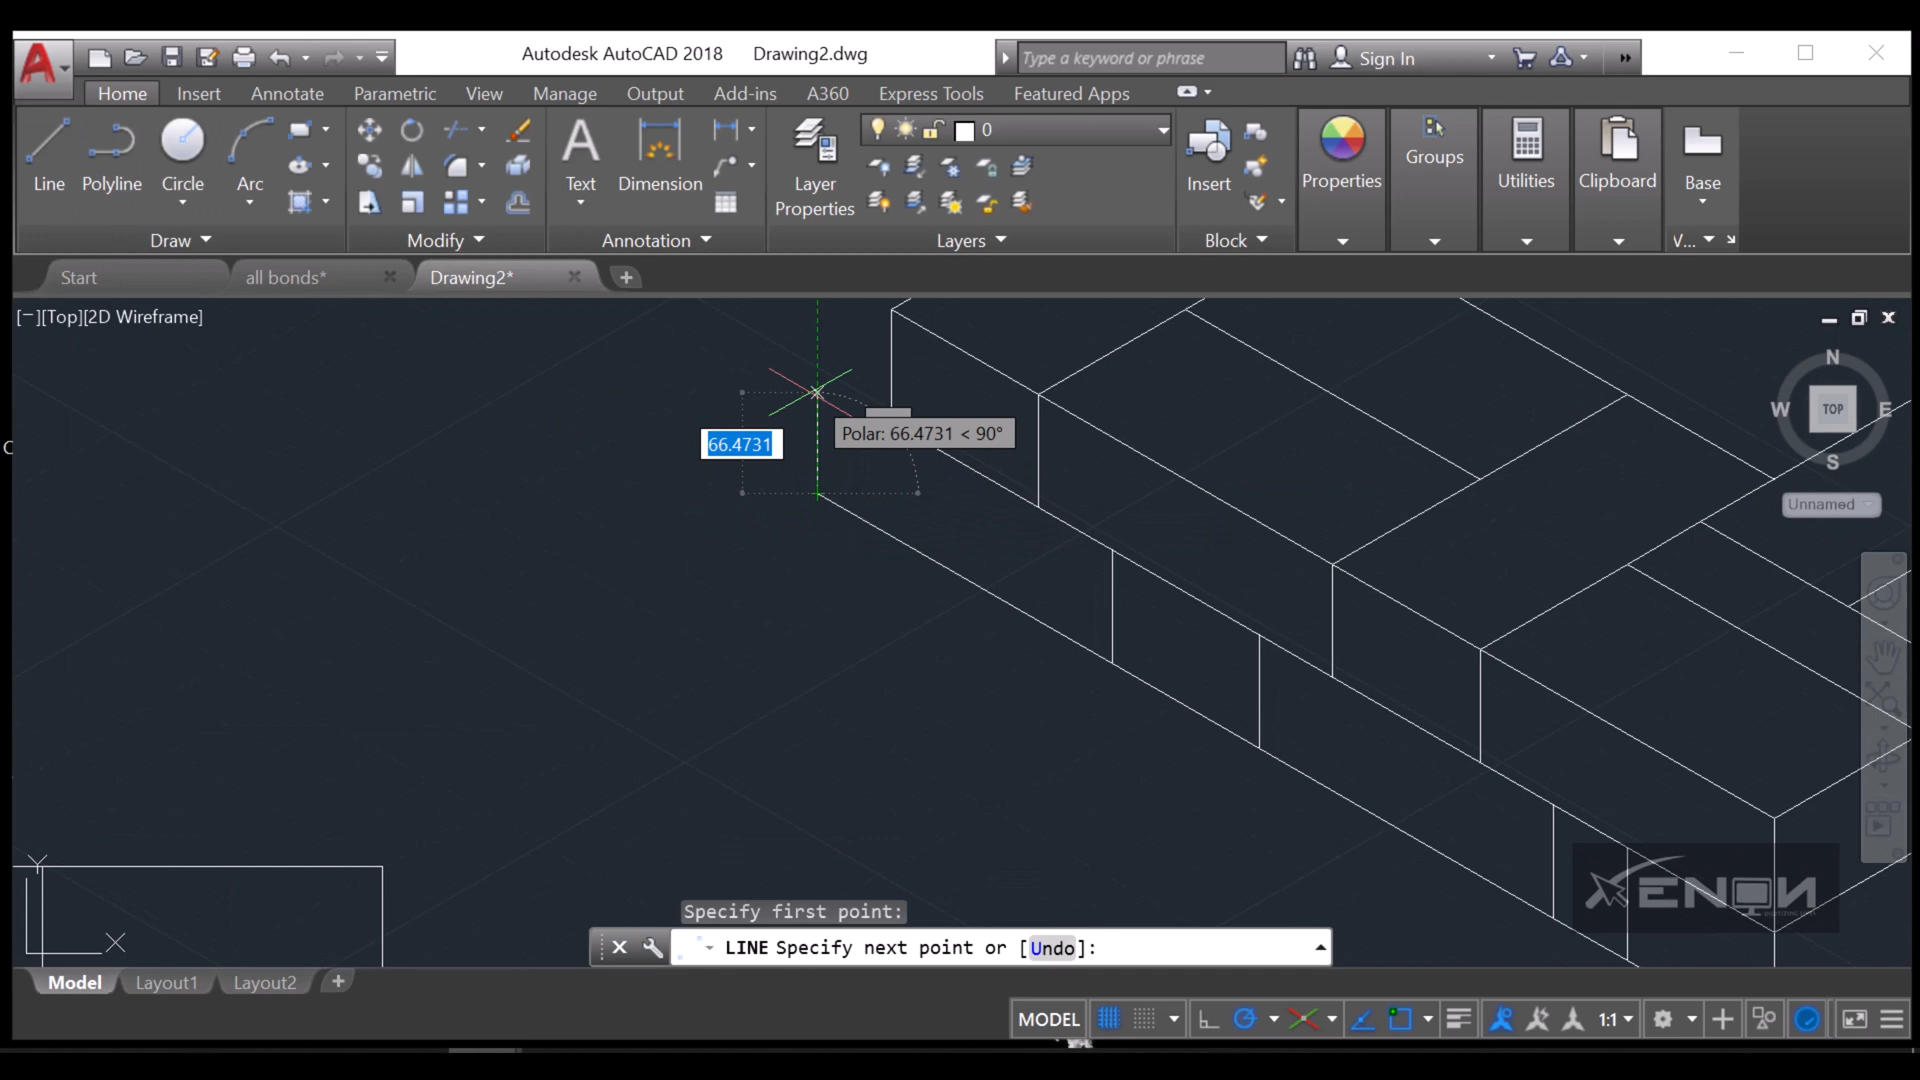 Autodesk AutoCAD 2018 Drawing2.dwg
Type a keyword or phrase
Sign In
Home Insert Annotate Parametric View Manage Output Add-ins A360 Express Tools Featured Apps
0
Line Polyline Circle Arc
Text Dimension
Layer
Properties
Insert
Properties
Groups
Utilities
Clipboard
Base
Draw Modify Annotation Layers Block V...
Start all bonds* Drawing2*
[−][Top][2D Wireframe]
N
W TOP E
S
Unnamed
Polar: 66.4731 < 90°
66.4731
XENON
Y
X
Specify first point:
LINE Specify next point or [Undo]:
Model Layout1 Layout2
MODEL 1:1